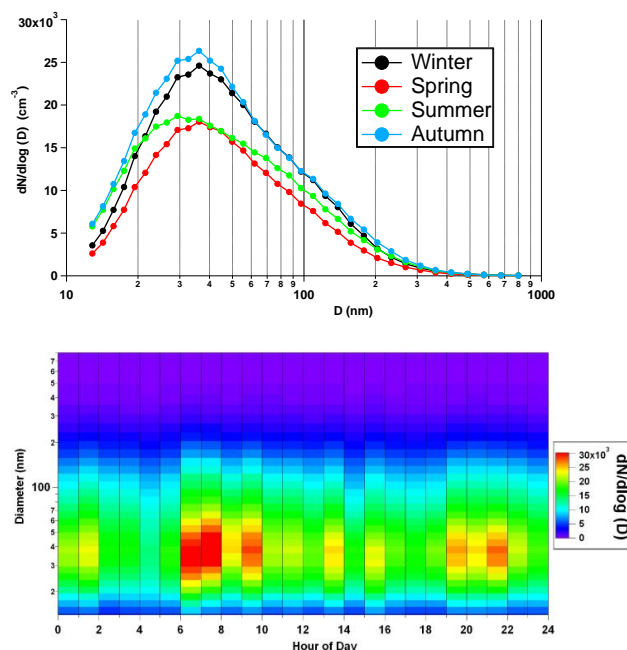 30x10³
25
20
15
10
5
0
dN/dlog (D) (cm⁻³)
Winter
Spring
Summer
Autumn
10 2 3 4 5 6 7 8 9 100 2 3 4 5 6 7 8 9 1000
D (nm)
7
6
5
4
3
2
100
7
6
5
4
3
2
Diameter (nm)
0 2 4 6 8 10 12 14 16 18 20 22 24
Hour of Day
30x10³
25
20
15
10
5
0
dN/dlog (D)